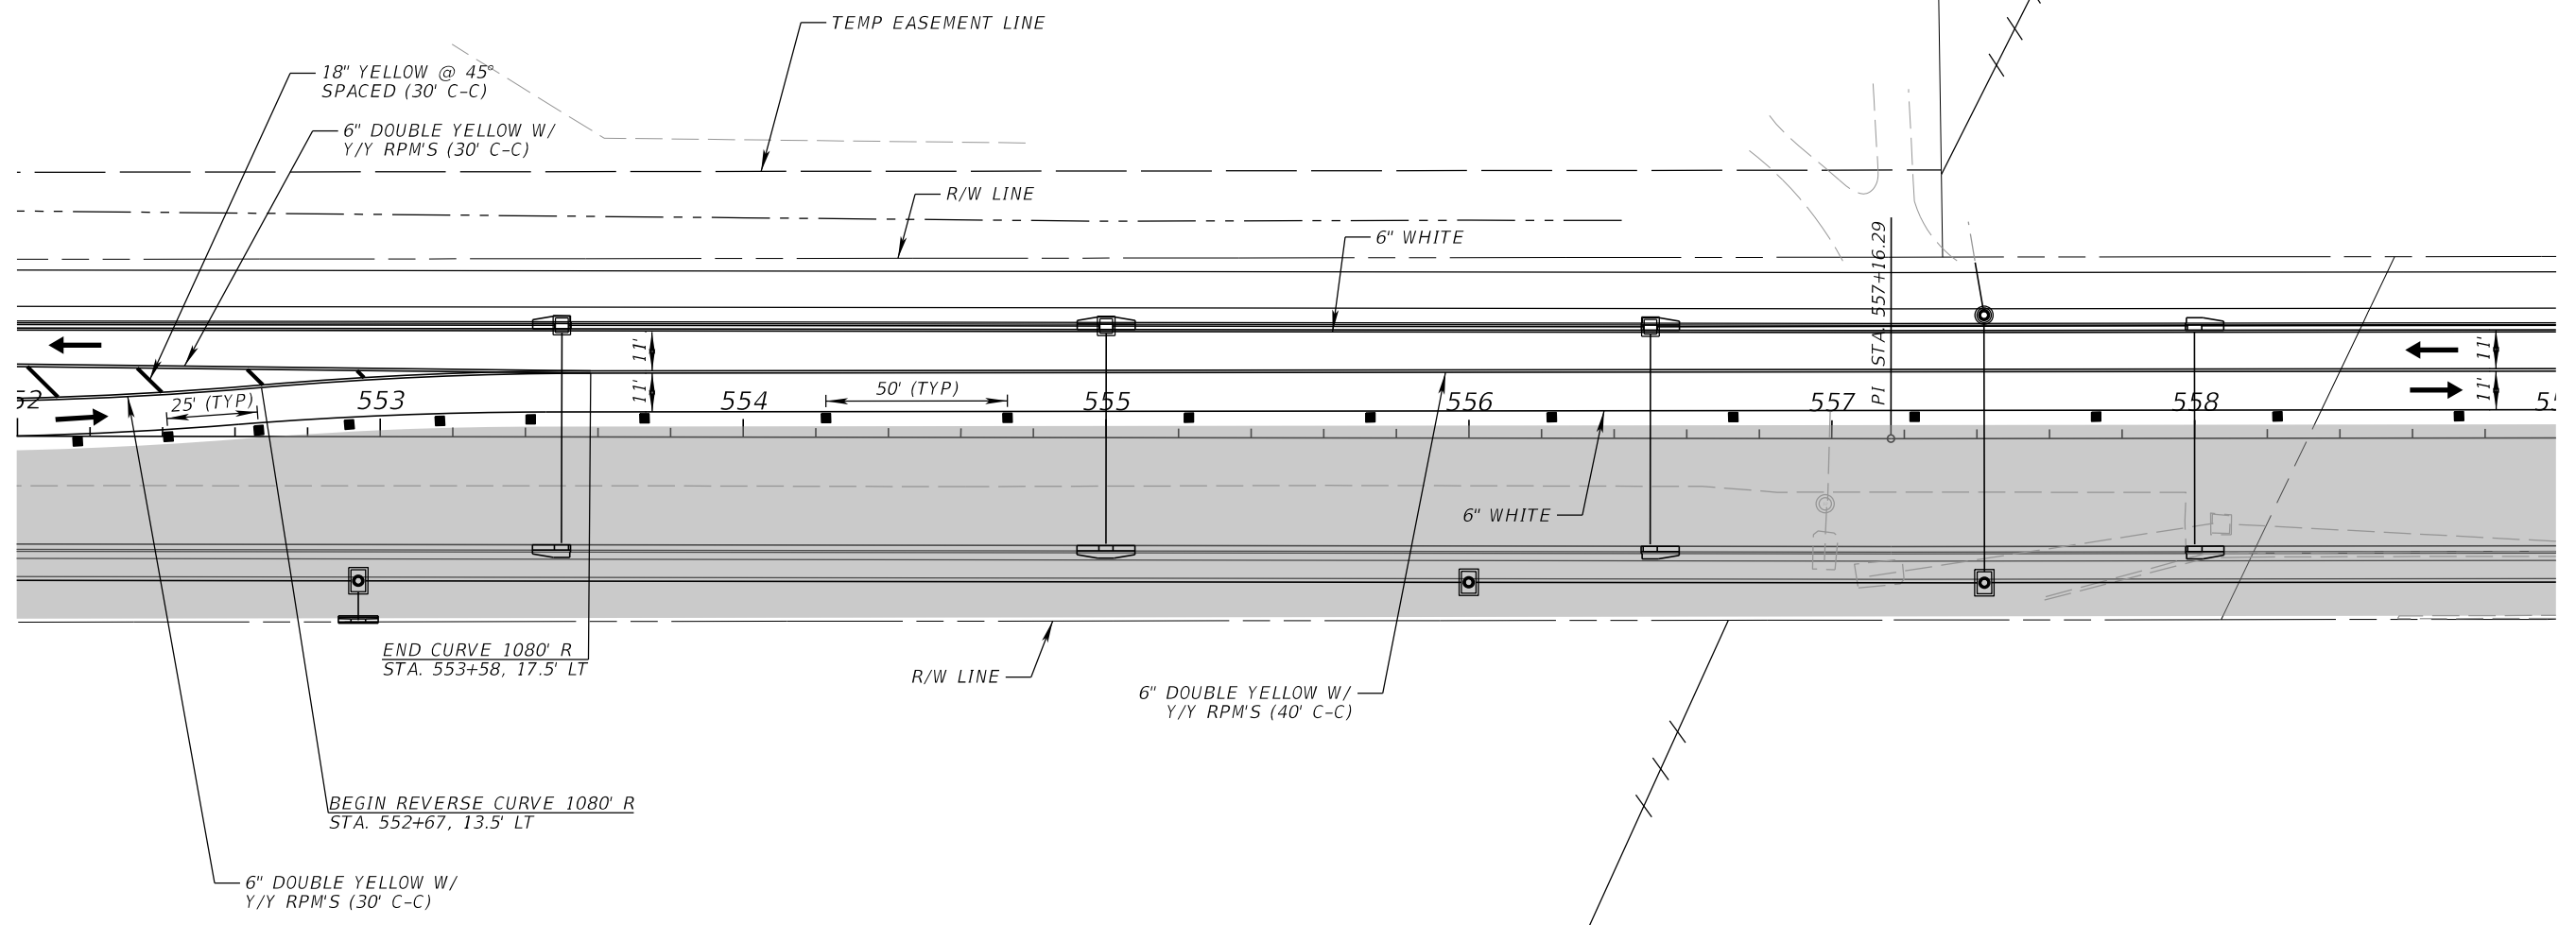 TEMP EASEMENT LINE
18" YELLOW @ 45°
SPACED (30' C-C)
6" DOUBLE YELLOW W/
Y/Y RPM'S (30' C-C)
R/W LINE
6" WHITE
PI STA. 557+16.29
11'
11'
11'
11'
50' (TYP)
25' (TYP)
52
553
554
555
556
557
558
55
6" WHITE
END CURVE 1080' R
STA. 553+58, 17.5' LT
R/W LINE
6" DOUBLE YELLOW W/
Y/Y RPM'S (40' C-C)
BEGIN REVERSE CURVE 1080' R
STA. 552+67, 13.5' LT
6" DOUBLE YELLOW W/
Y/Y RPM'S (30' C-C)